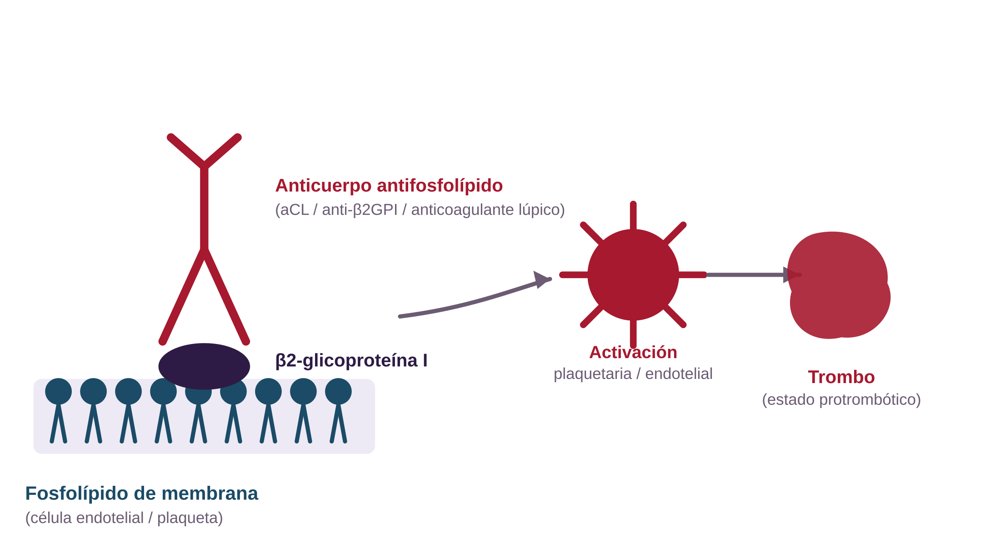 Anticuerpo antifosfolípido
(aCL / anti-β2GPI / anticoagulante lúpico)
β2-glicoproteína I
Activación
plaquetaria / endotelial
Trombo
(estado protrombótico)
Fosfolípido de membrana
(célula endotelial / plaqueta)